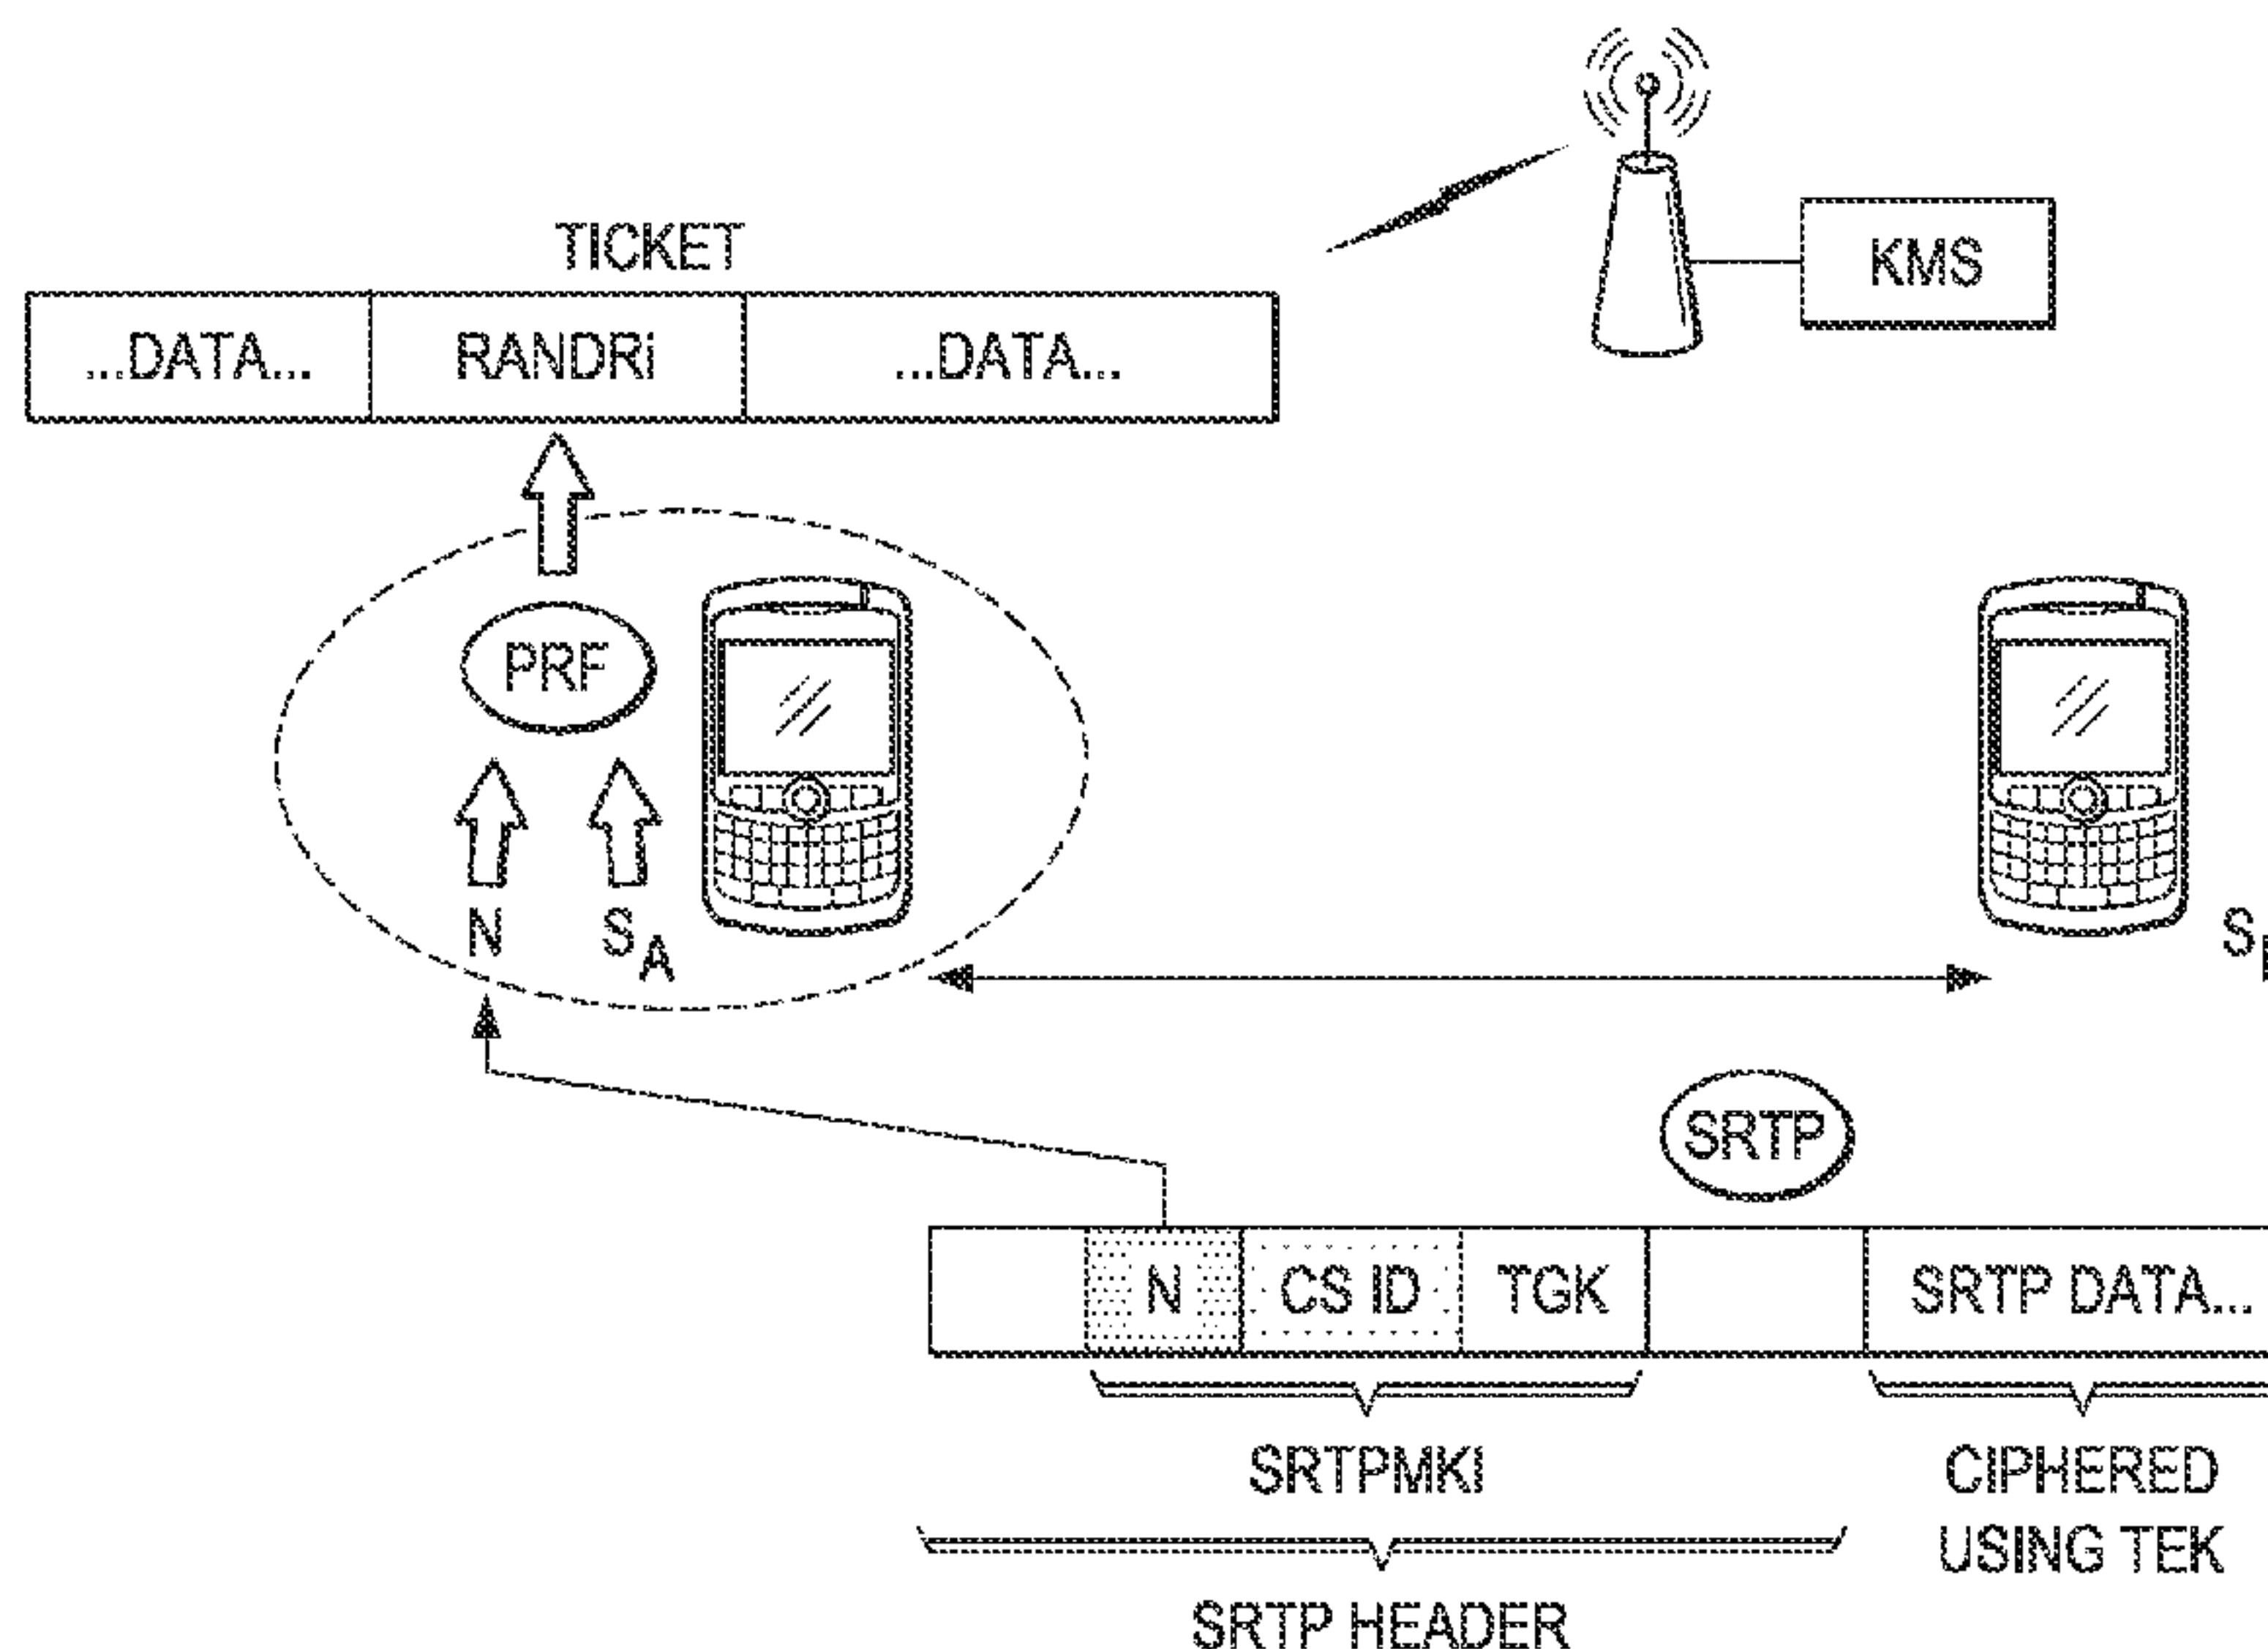 TICKET
KMS
...DATA... RANDRi ...DATA...
PRF
N SA
S
SRTP
N CS ID TGK SRTP DATA...
SRTPMKI
CIPHERED
USING TEK
SRTP HEADER